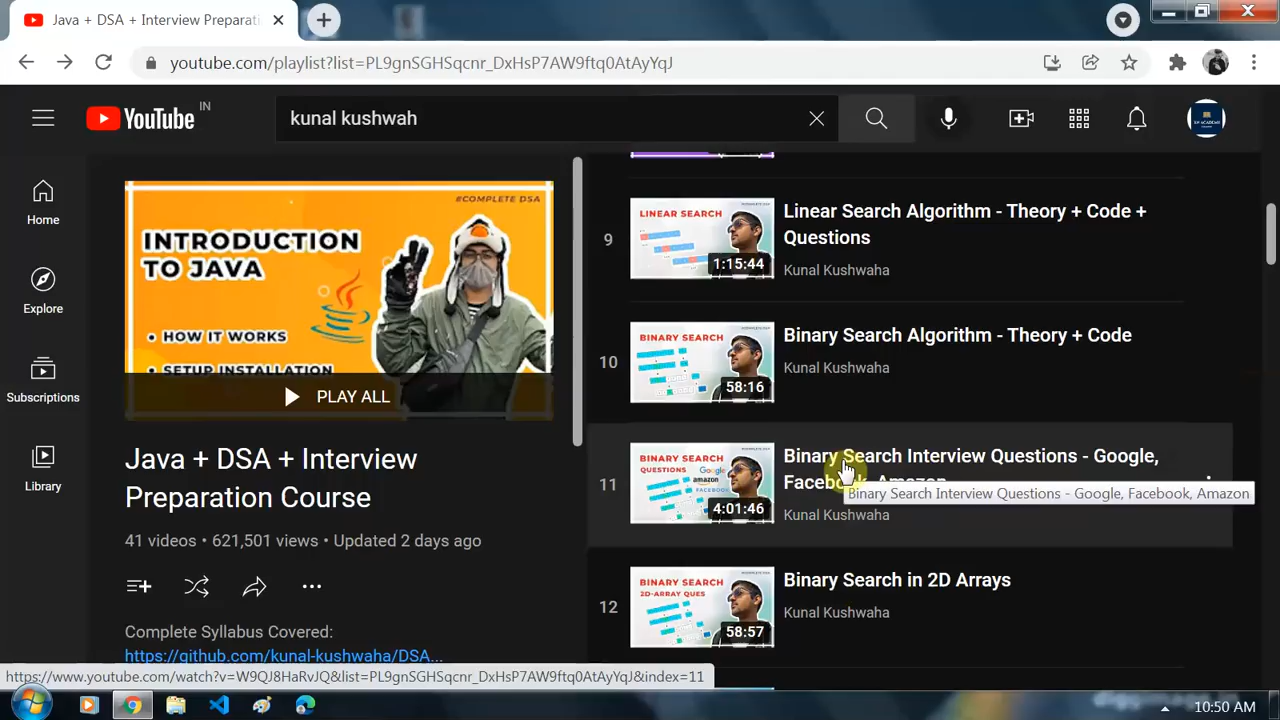 Java + DSA + Interview Preparati
youtube.com/playlist?list=PL9gnSGHSqcnr_DxHsP7AW9ftq0AtAyYqJ
YouTube IN
kunal kushwah
Home
Explore
Subscriptions
Library
#COMPLETE DSA
INTRODUCTION
TO JAVA
• HOW IT WORKS
• SETUP INSTALLATION
PLAY ALL
Java + DSA + Interview
Preparation Course
41 videos • 621,501 views • Updated 2 days ago
Complete Syllabus Covered:
https://github.com/kunal-kushwaha/DSA...
9
LINEAR SEARCH
1:15:44
Linear Search Algorithm - Theory + Code +
Questions
Kunal Kushwaha
10
BINARY SEARCH
58:16
Binary Search Algorithm - Theory + Code
Kunal Kushwaha
11
BINARY SEARCH
QUESTIONS
Google
amazon
FACEBOOK
4:01:46
Binary Search Interview Questions - Google,
Facebook, Amazon
Binary Search Interview Questions - Google, Facebook, Amazon
Kunal Kushwaha
12
BINARY SEARCH
2D-ARRAY QUES
58:57
Binary Search in 2D Arrays
Kunal Kushwaha
https://www.youtube.com/watch?v=W9QJ8HaRvJQ&list=PL9gnSGHSqcnr_DxHsP7AW9ftq0AtAyYqJ&index=11
10:50 AM